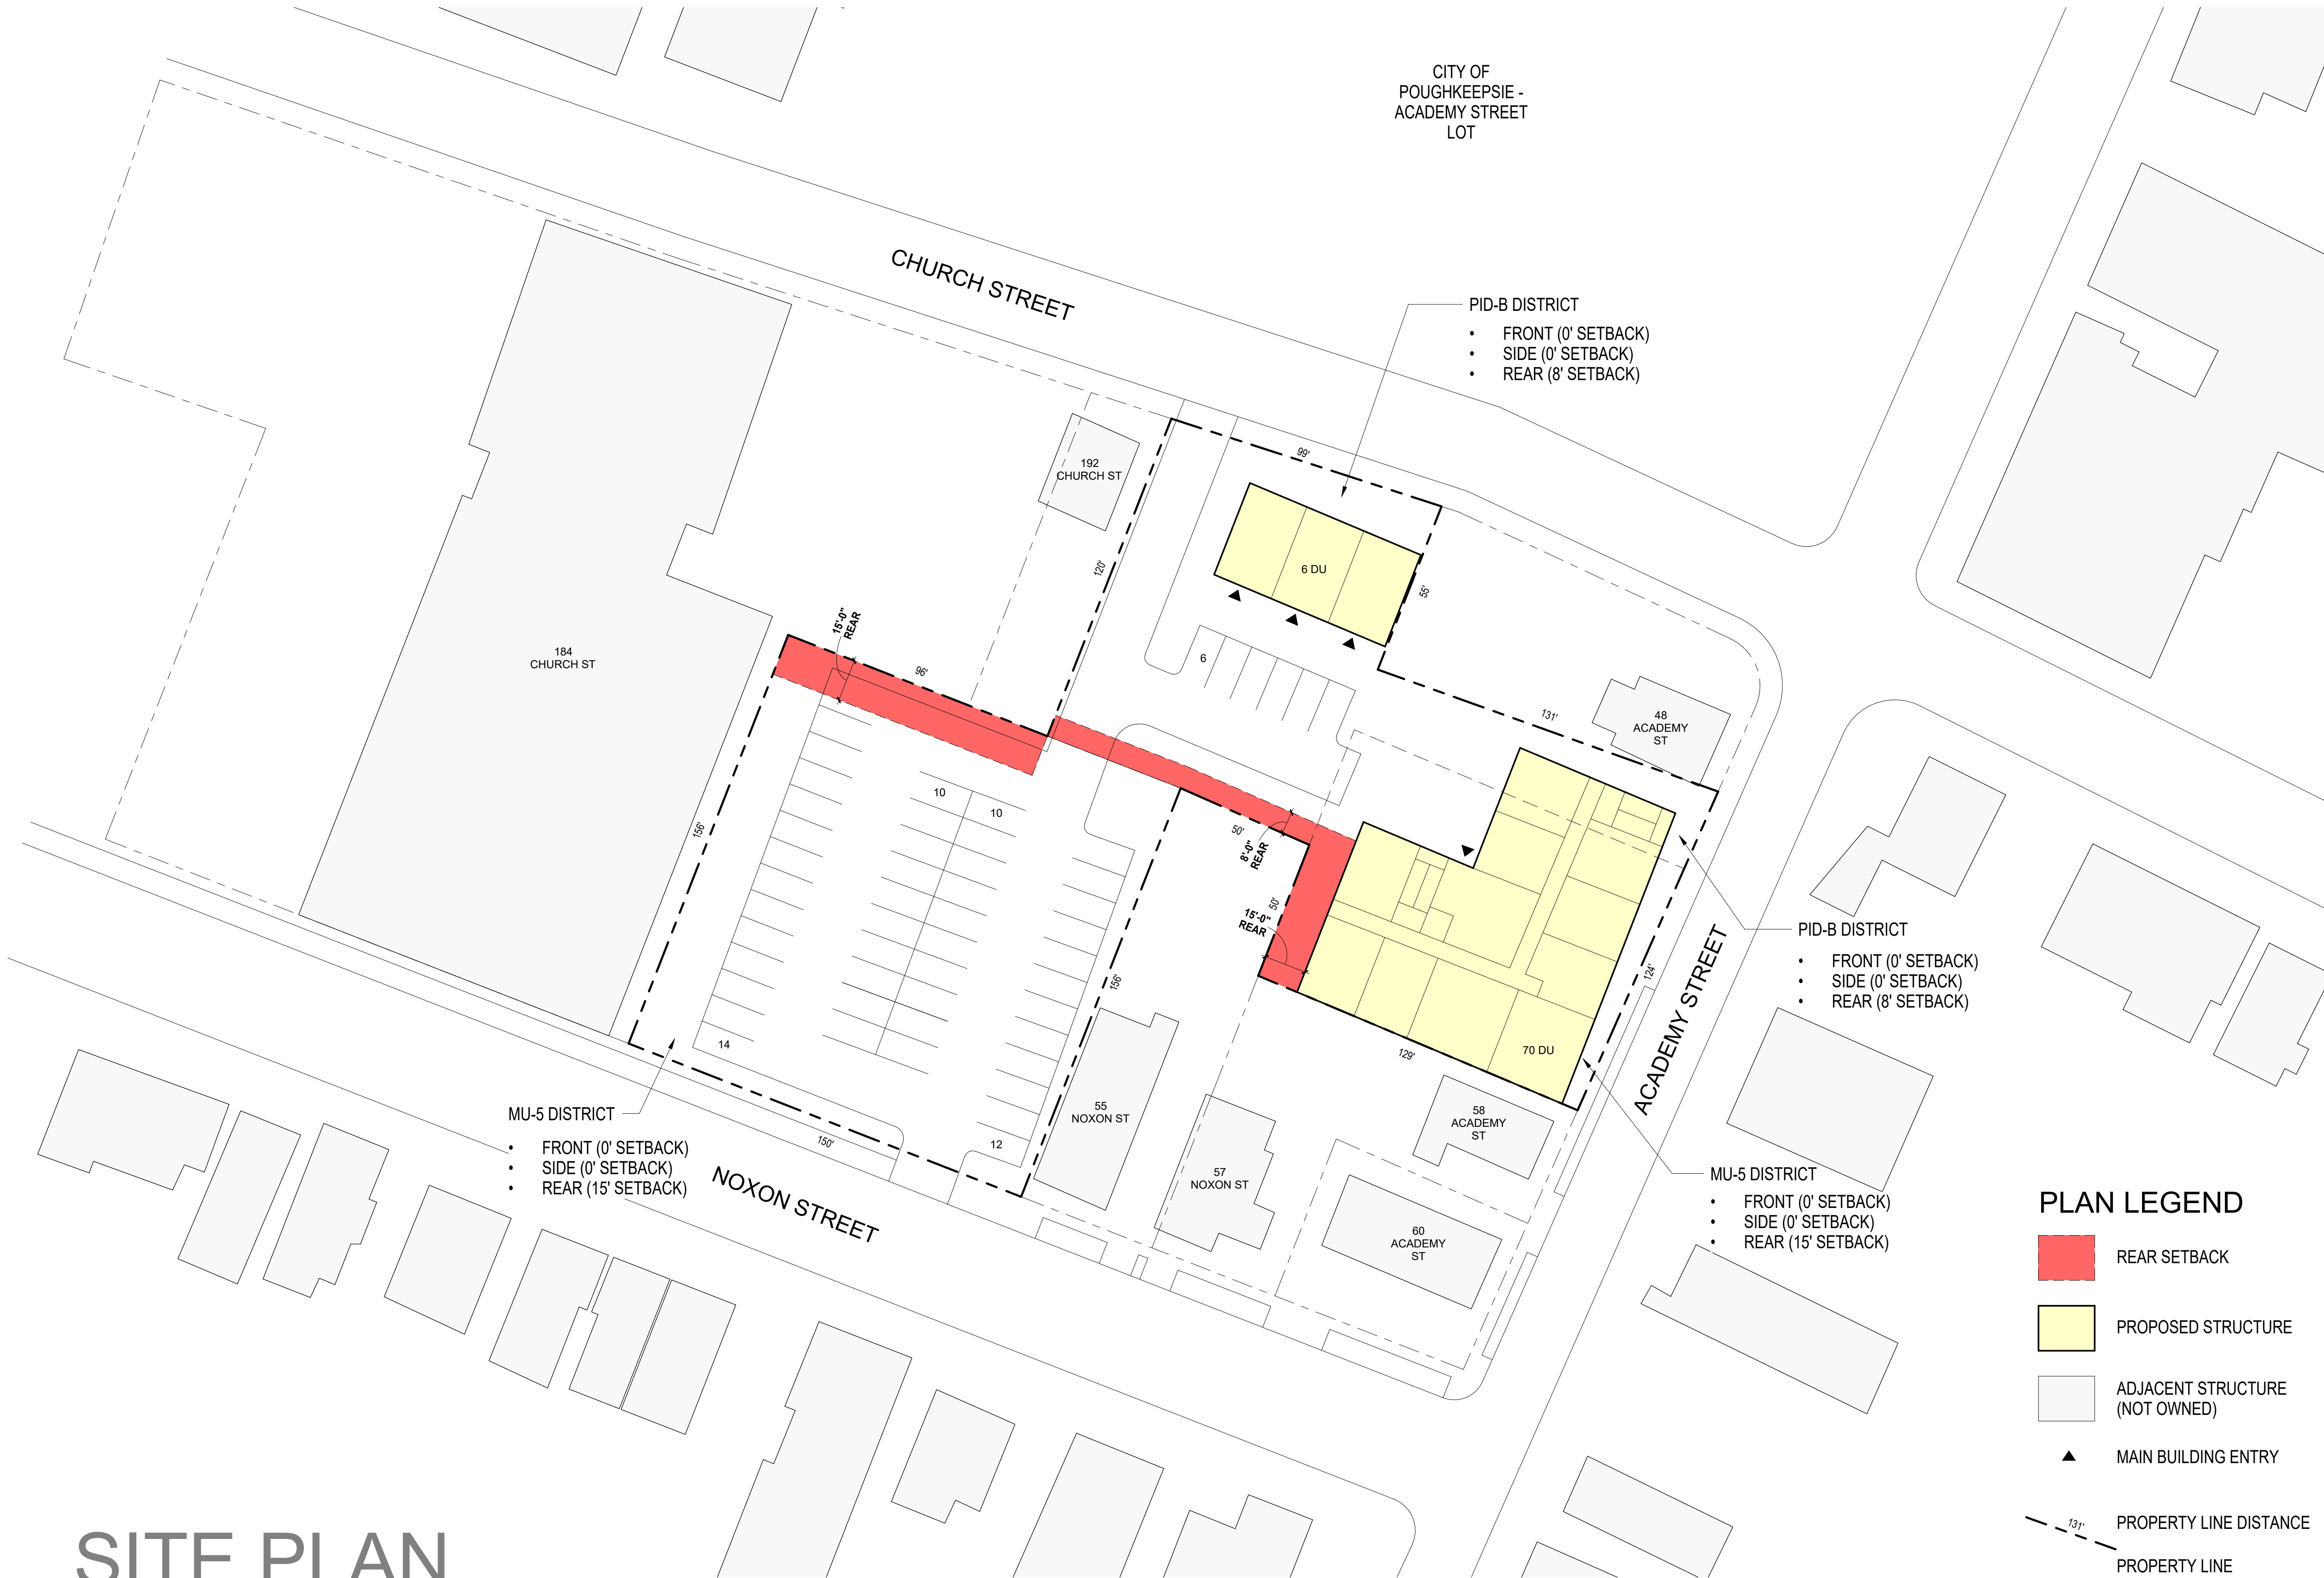 CITY OF
POUGHKEEPSIE -
ACADEMY STREET
LOT
CHURCH STREET
PID-B DISTRICT
• FRONT (0' SETBACK)
• SIDE (0' SETBACK)
• REAR (8' SETBACK)
99'
192
CHURCH ST
120'
6 DU
55'
15'-0"
REAR
184
CHURCH ST
96'
6
131'
48
ACADEMY
ST
10
10
156'
50'
8'-0"
REAR
50'
15'-0"
REAR
PID-B DISTRICT
• FRONT (0' SETBACK)
• SIDE (0' SETBACK)
• REAR (8' SETBACK)
124'
ACADEMY STREET
156'
14
129'
70 DU
MU-5 DISTRICT
• FRONT (0' SETBACK)
• SIDE (0' SETBACK)
• REAR (15' SETBACK)
55
NOXON ST
58
ACADEMY
ST
150'
12
NOXON STREET
57
NOXON ST
MU-5 DISTRICT
• FRONT (0' SETBACK)
• SIDE (0' SETBACK)
• REAR (15' SETBACK)
60
ACADEMY
ST
PLAN LEGEND
REAR SETBACK
PROPOSED STRUCTURE
ADJACENT STRUCTURE
(NOT OWNED)
MAIN BUILDING ENTRY
131'
PROPERTY LINE DISTANCE
PROPERTY LINE
SITE PLAN